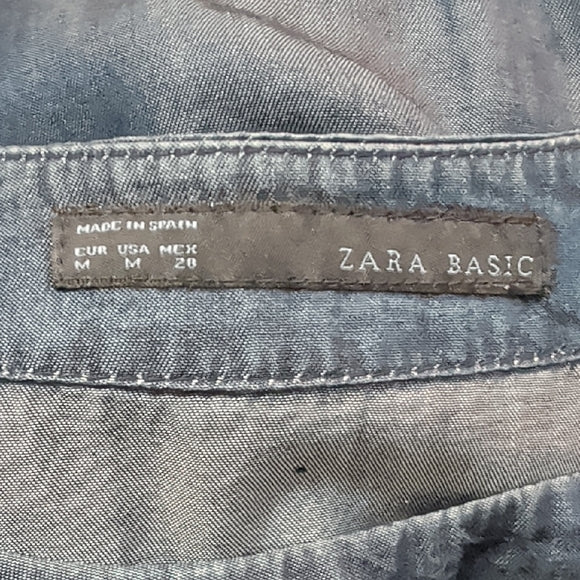 MADE IN SPAIN
EUR USA MEX
M M 28
ZARA BASIC